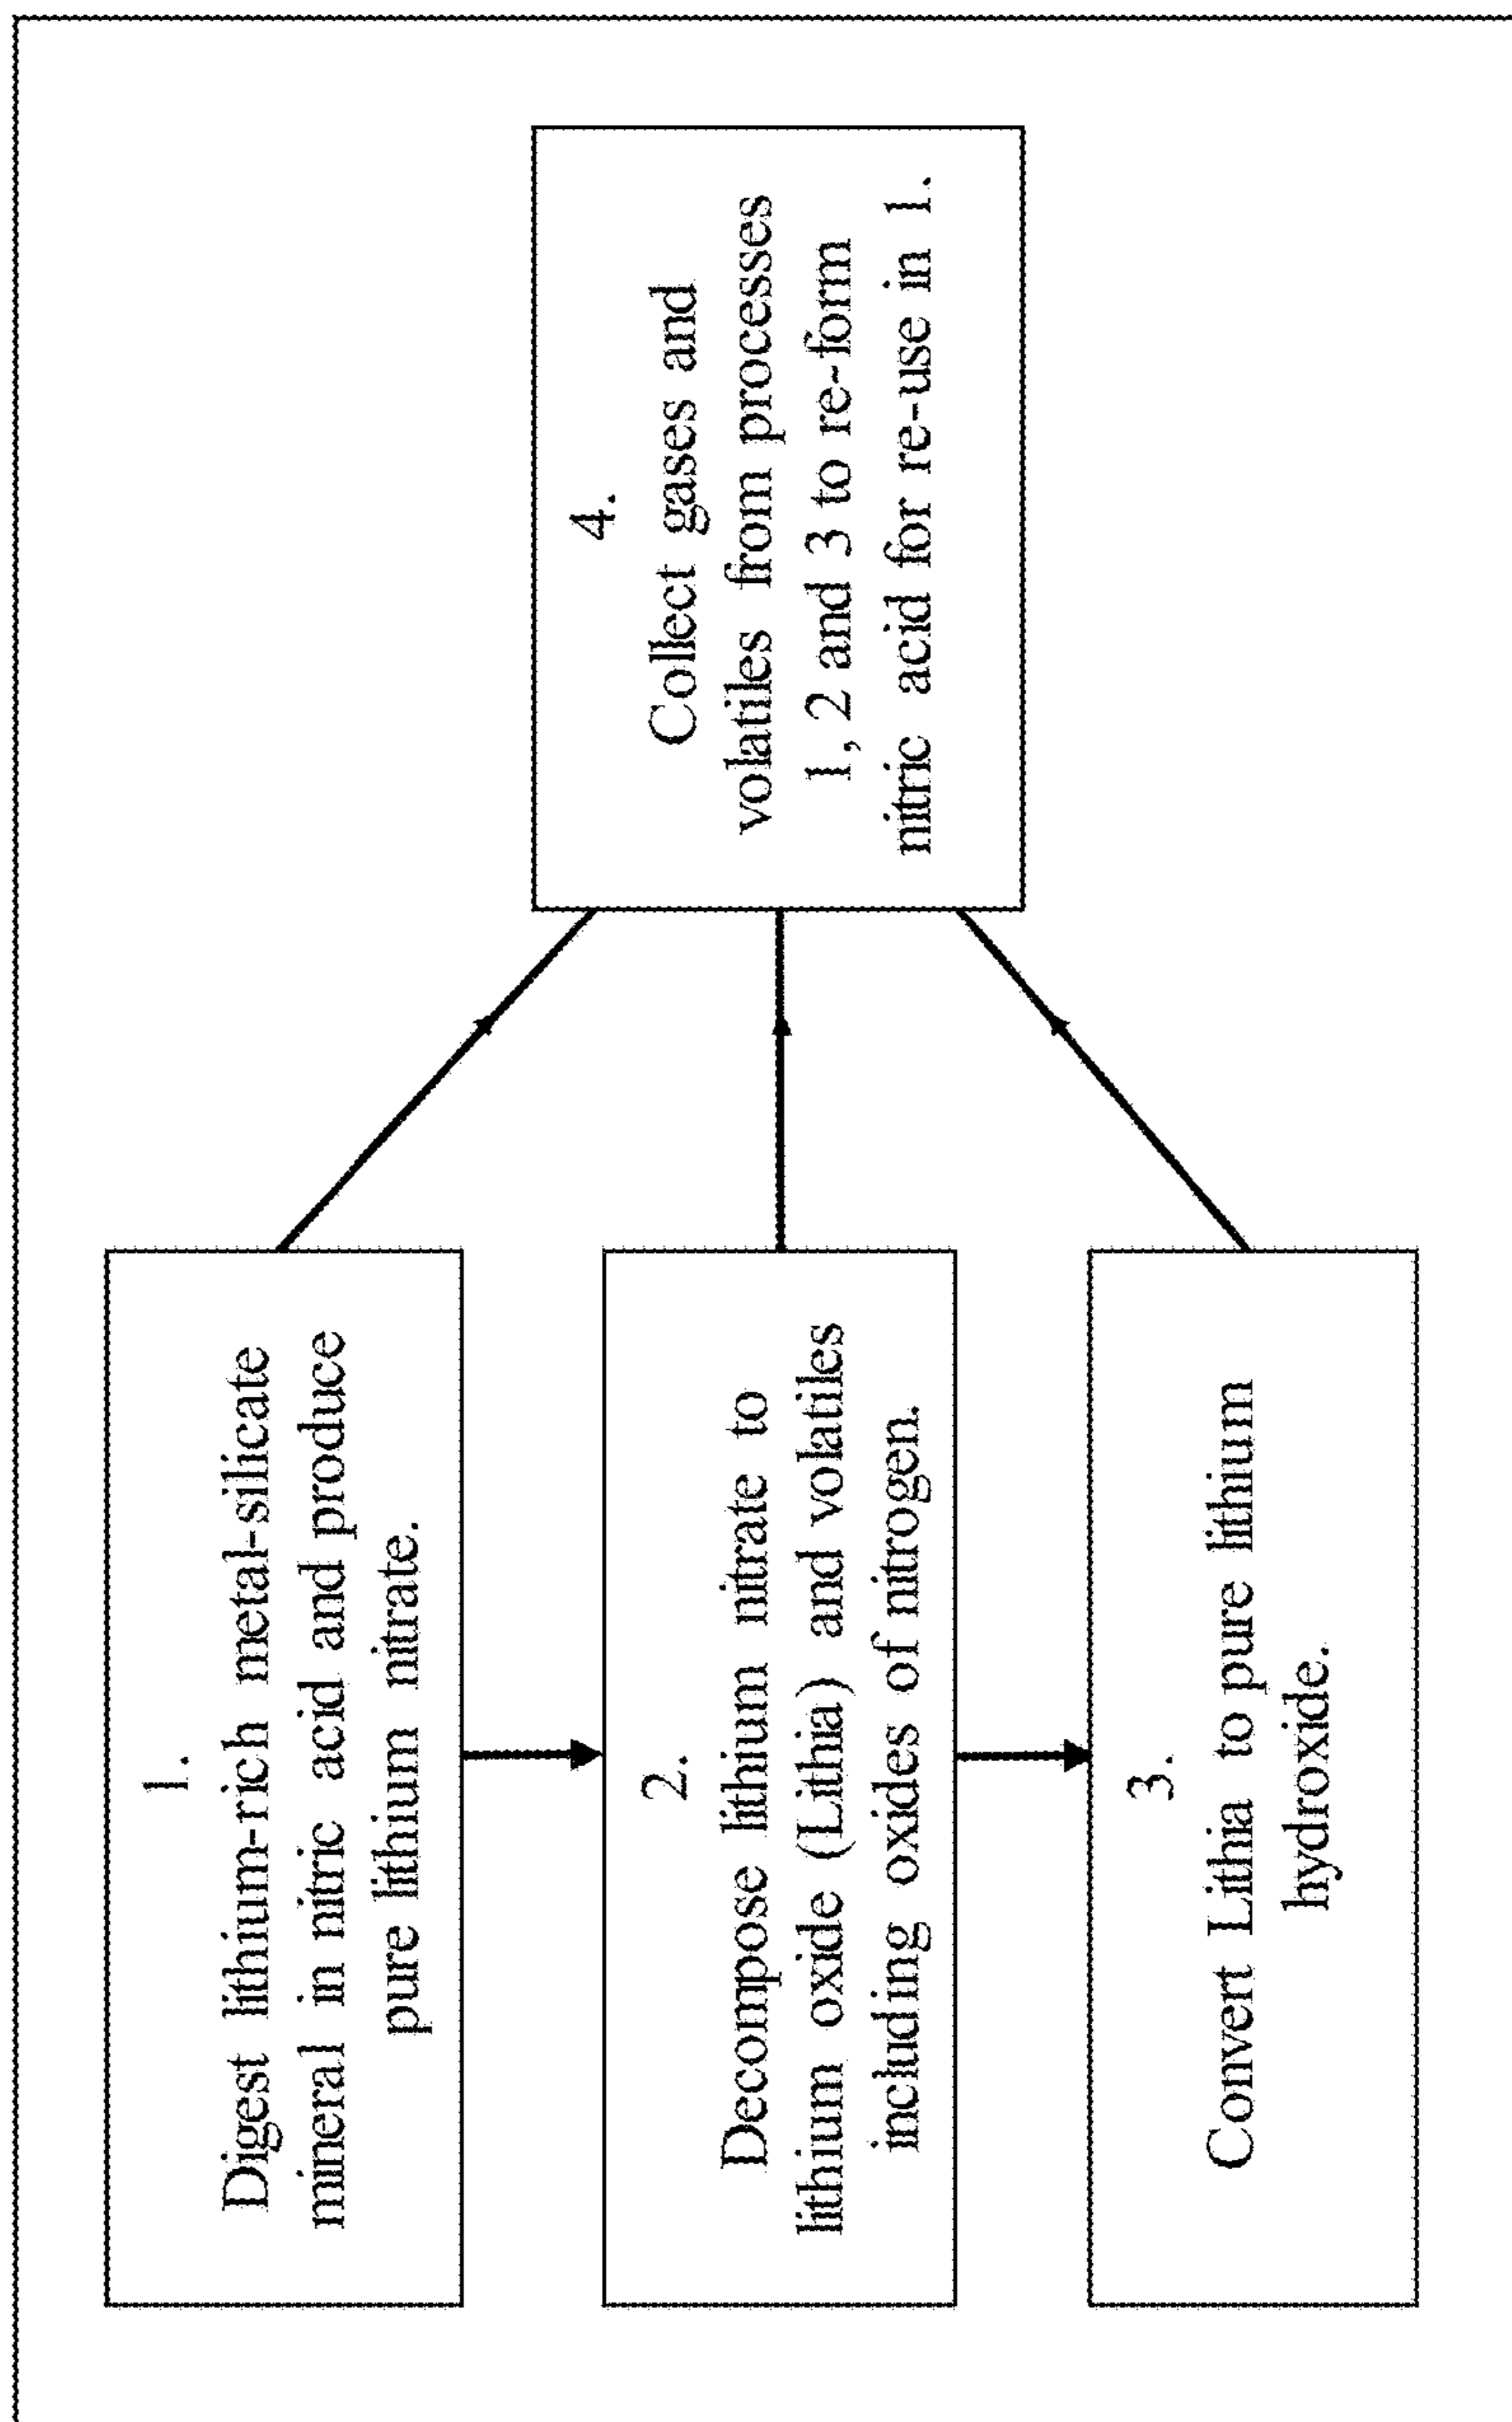 1.
Digest lithium-rich metal-silicate
mineral in nitric acid and produce
pure lithium nitrate.
2.
Decompose lithium nitrate to
lithium oxide (Lithia) and volatiles
including oxides of nitrogen.
3.
Convert Lithia to pure lithium
hydroxide.
4.
Collect gases and
volatiles from processes
1, 2 and 3 to re-form
nitric acid for re-use in 1.